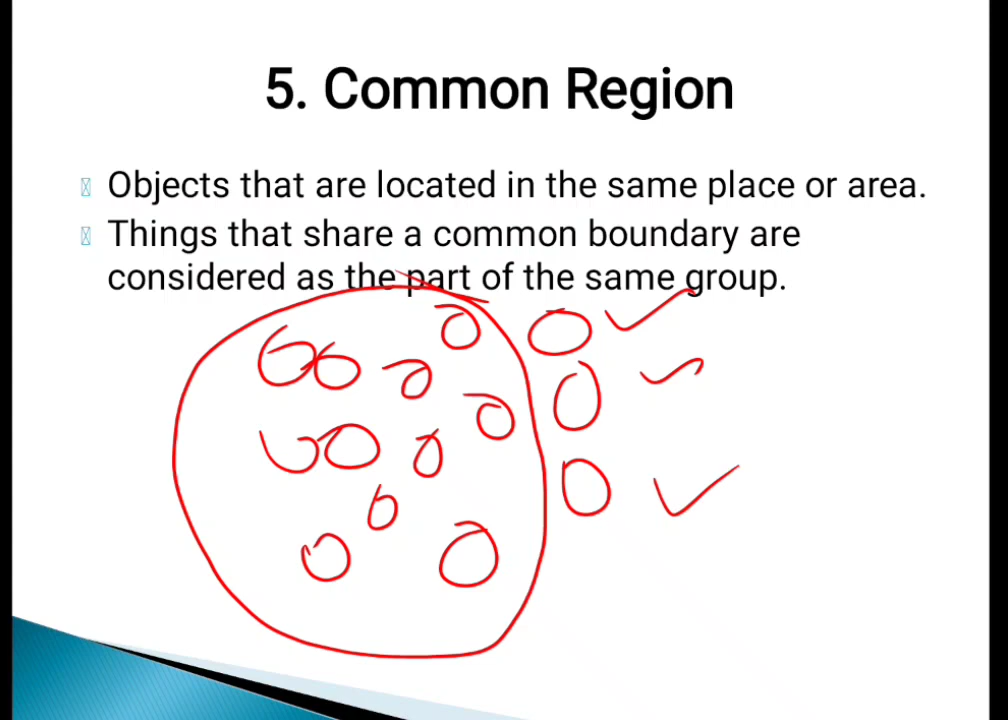 5. Common Region
Objects that are located in the same place or area.
Things that share a common boundary are
considered as the part of the same group.